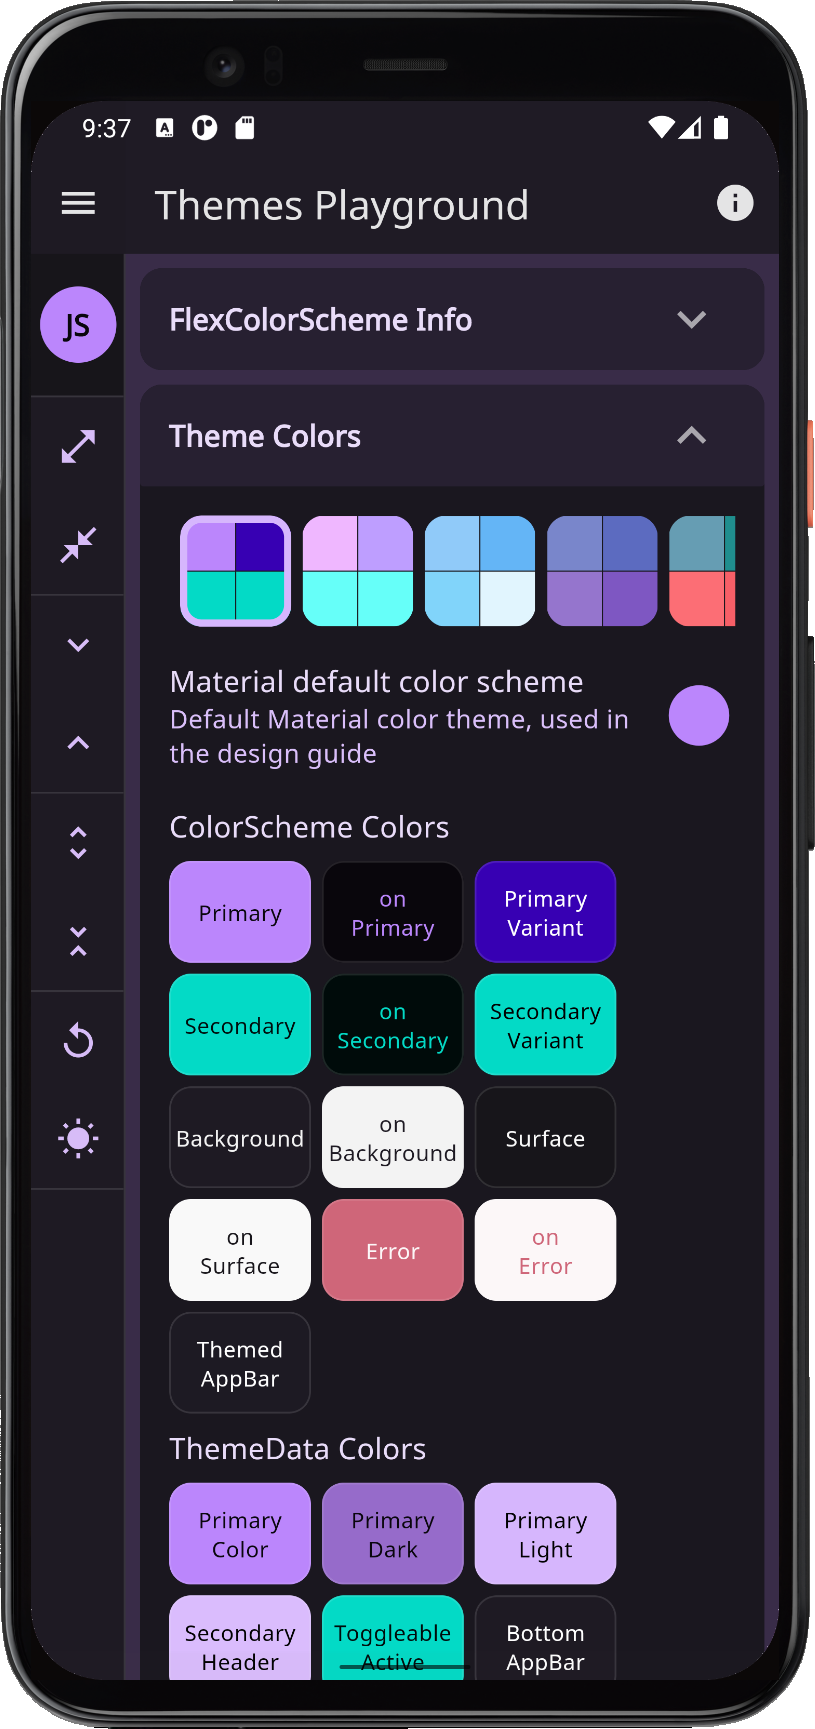 9:37
A
Themes Playground
JS
FlexColorScheme Info
Theme Colors
Material default color scheme
Default Material color theme, used in
the design guide
ColorScheme Colors
Primary
on
Primary
Primary
Variant
Secondary
on
Secondary
Secondary
Variant
Background
on
Background
Surface
on
Surface
Error
on
Error
Themed
AppBar
ThemeData Colors
Primary
Color
Primary
Dark
Primary
Light
Secondary
Header
Toggleable
Active
Bottom
AppBar